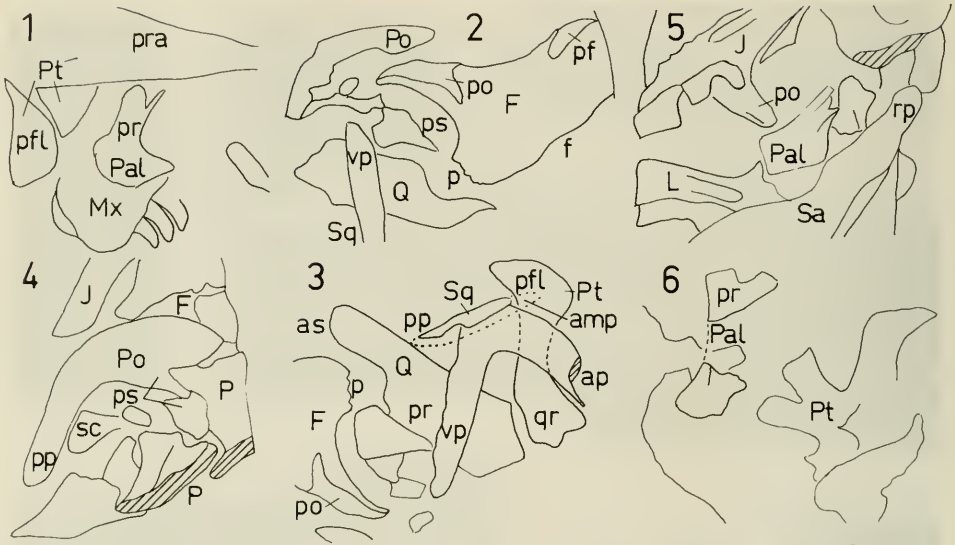 1
pra
Pt
pfl
pr
Pal
Mx
2
Po
pf
po
F
ps
f
vp
Q
p
Sq
5
J
po
rp
Pal
L
Sa
4
J
F
Po
P
ps
sc
pp
P
3
pfl
Sq
Pt
as
pp
amp
Q
ap
p
F
pr
vp
qr
po
6
pr
Pal
Pt